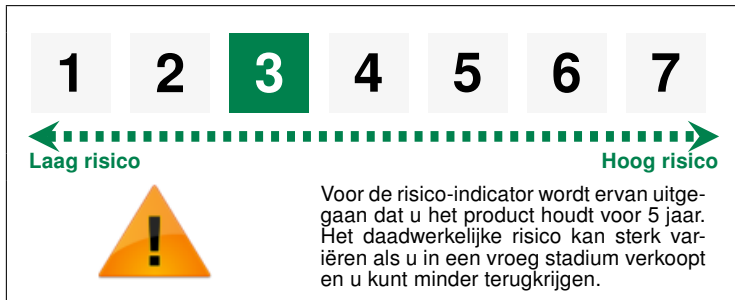 1 2 3 4 5 6 7
Laag risico Hoog risico
!
Voor de risico-indicator wordt ervan uitge-
gaan dat u het product houdt voor 5 jaar.
Het daadwerkelijke risico kan sterk var-
iëren als u in een vroeg stadium verkoopt
en u kunt minder terugkrijgen.